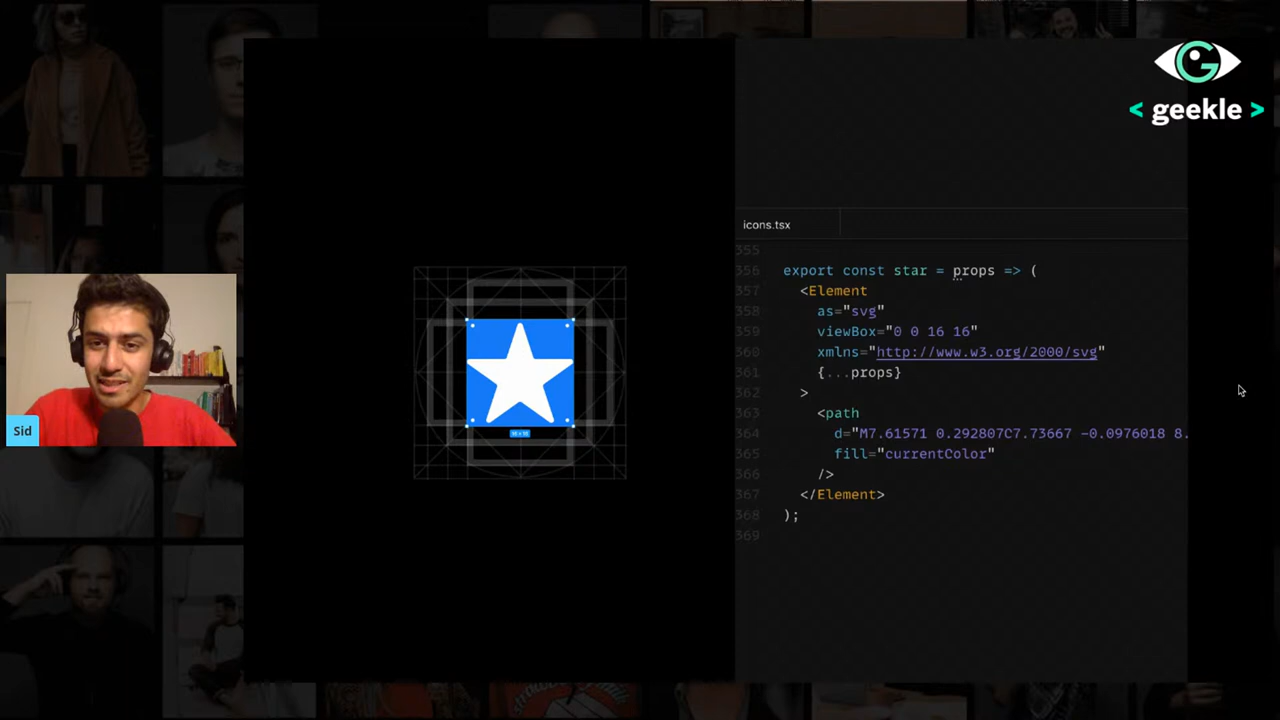 < geekle >
icons.tsx
355
356 export const star = props => (
357 <Element
358 as="svg"
359 viewBox="0 0 16 16"
360 xmlns="http://www.w3.org/2000/svg"
361 {...props}
362 >
363 <path
364 d="M7.61571 0.292807C7.73667 -0.0976018 8.
365 fill="currentColor"
366 />
367 </Element>
368 );
369
Sid